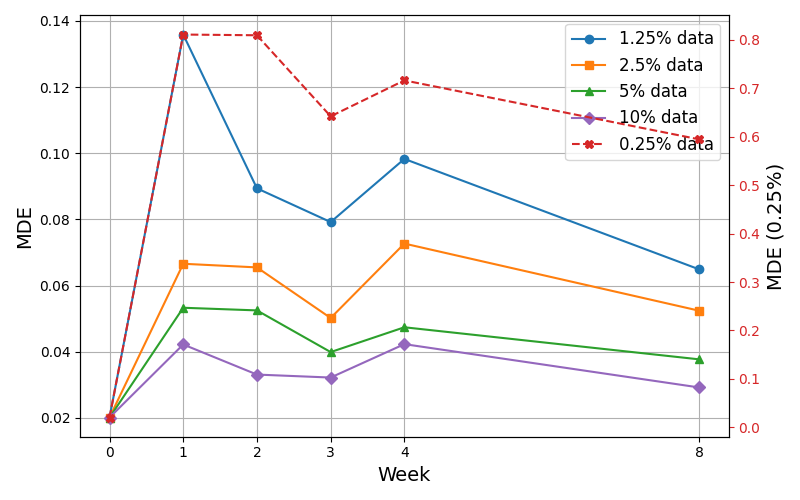 0.14
0.12
0.10
0.08
0.06
0.04
0.02
MDE
0 1 2 3 4 8
Week
0.8
0.7
0.6
0.5
0.4
0.3
0.2
0.1
0.0
MDE (0.25%)
1.25% data
2.5% data
5% data
10% data
0.25% data